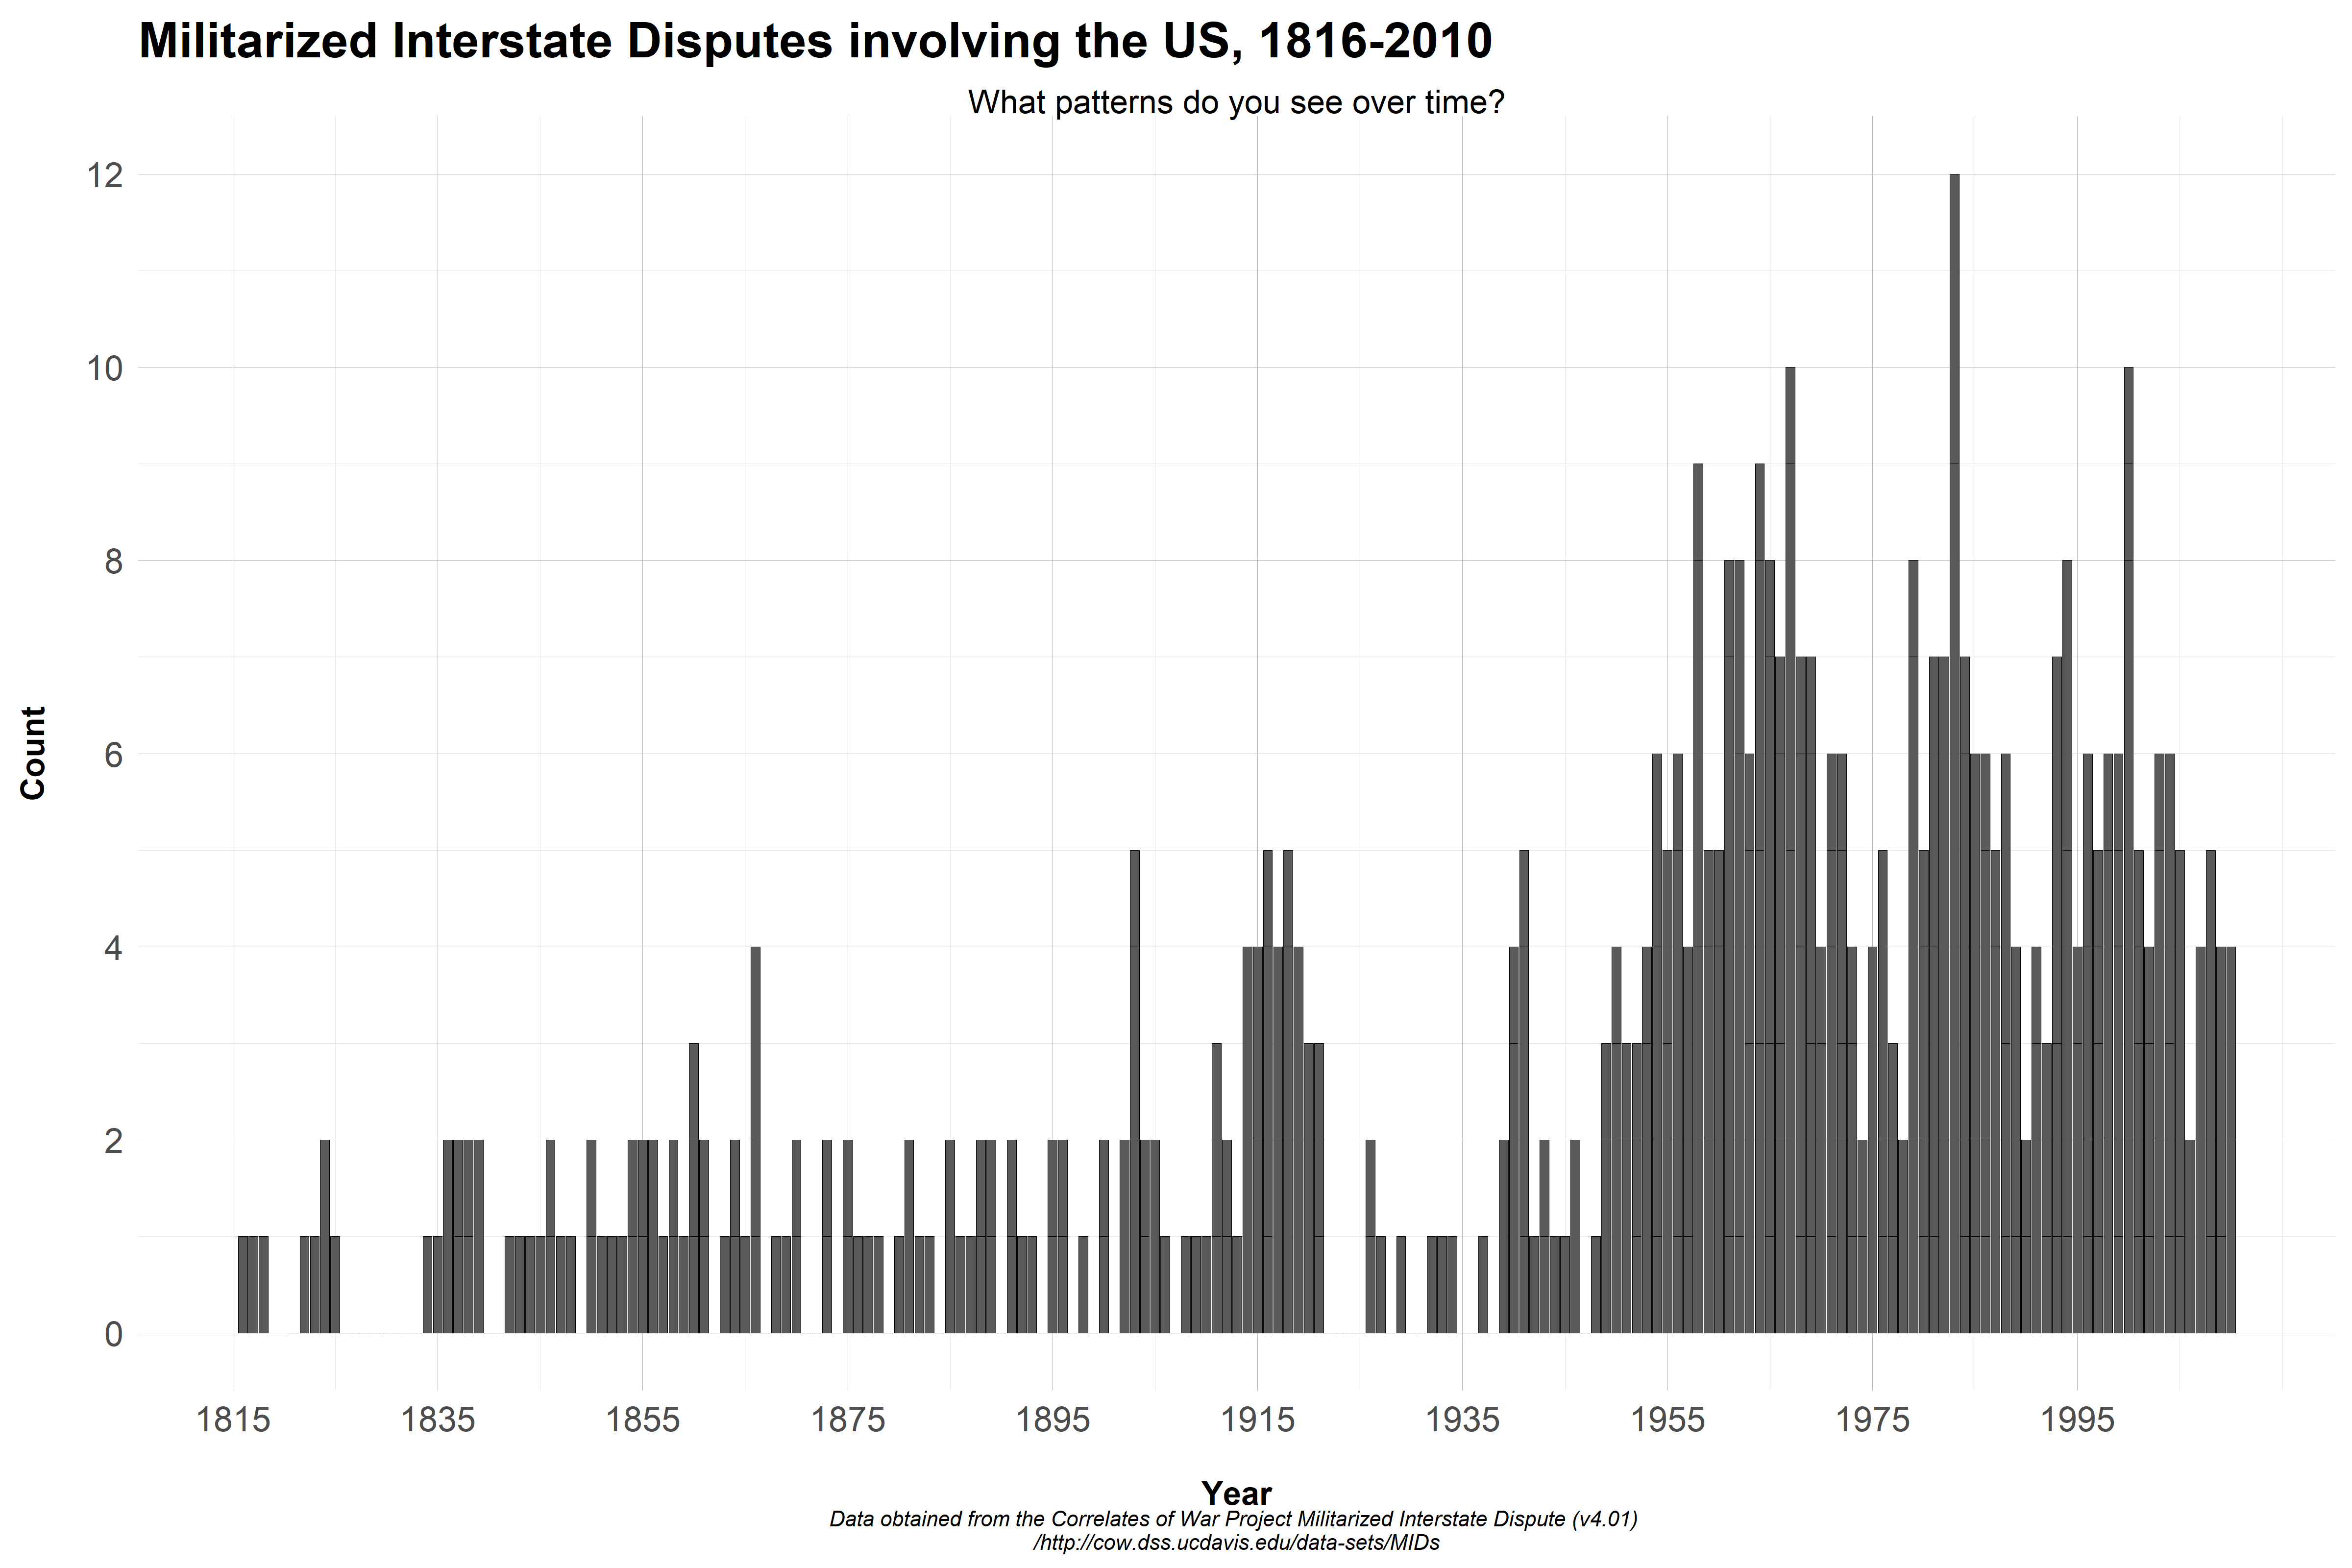 Militarized Interstate Disputes involving the US, 1816-2010
What patterns do you see over time?
12
10
8
6
4
2
0
Count
1815 1835 1855 1875 1895 1915 1935 1955 1975 1995
Year
Data obtained from the Correlates of War Project Militarized Interstate Dispute (v4.01)
/http://cow.dss.ucdavis.edu/data-sets/MIDs